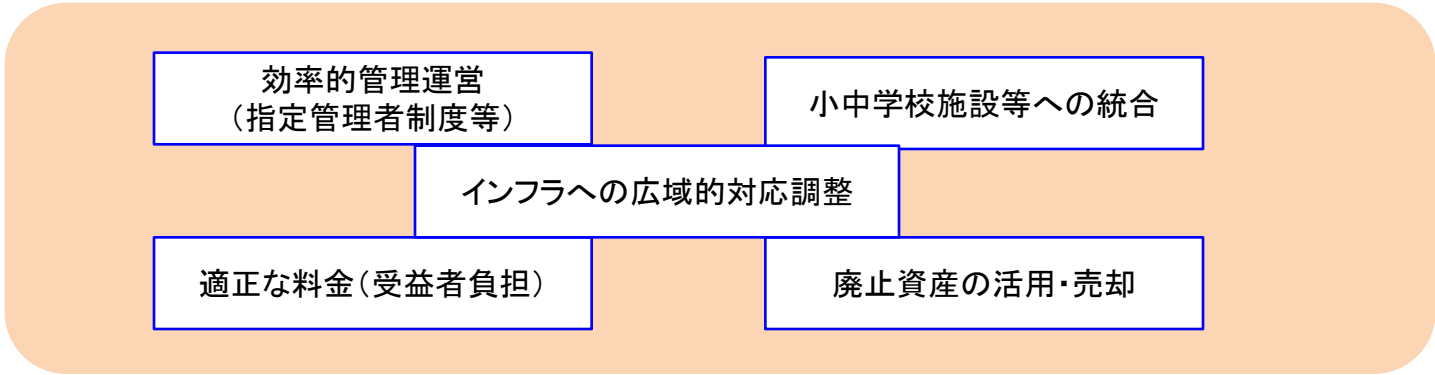 効率的管理運営
（指定管理者制度等）
小中学校施設等への統合
インフラへの広域的対応調整
適正な料金（受益者負担）
廃止資産の活用・売却